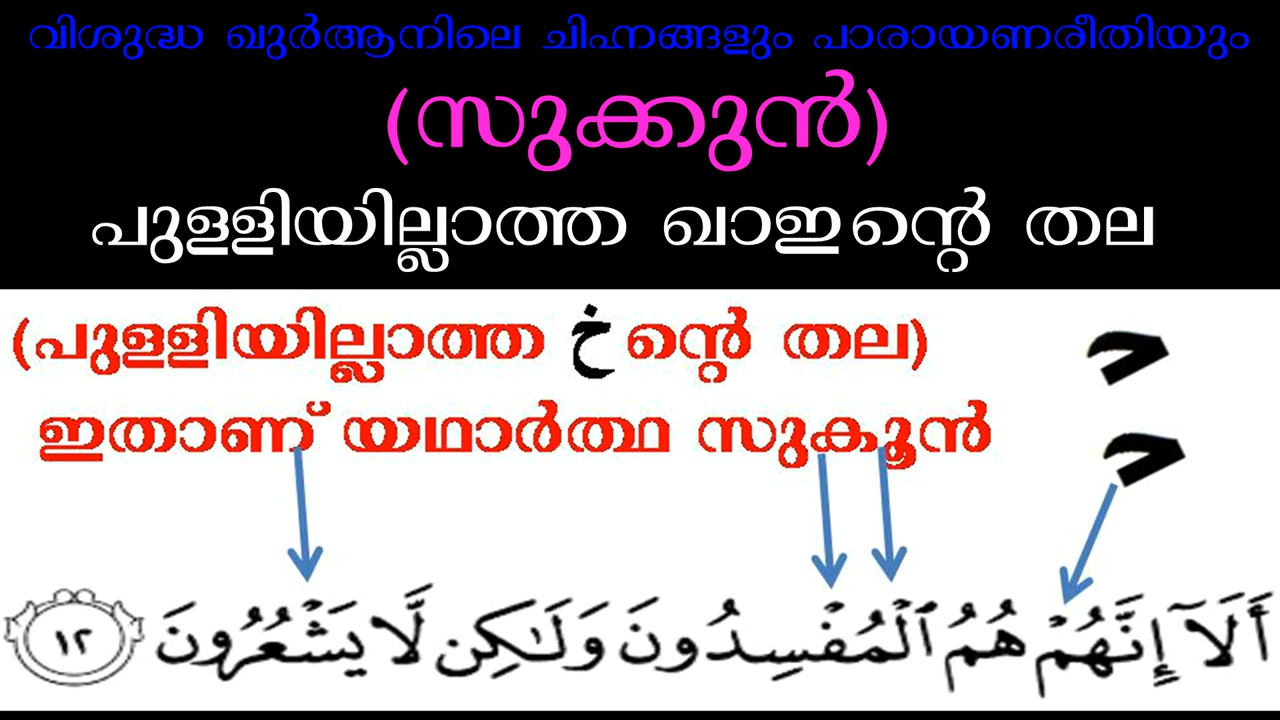 വിശുദ്ധ ഖുർആനിലെ ചിഹ്നങ്ങളും പാരായണരീതിയും
(സുക്കുൻ)
പുള്ളിയില്ലാത്ത ഖാഇന്റെ തല
(പുള്ളിയില്ലാത്ത خ ന്റെ തല)
ഇതാണ് യഥാർത്ഥ സുകൂൻ
أَلَآ إِنَّهُمۡ هُمُ ٱلۡمُفۡسِدُونَ وَلَٰكِن لَّا يَشۡعُرُونَ ١٢